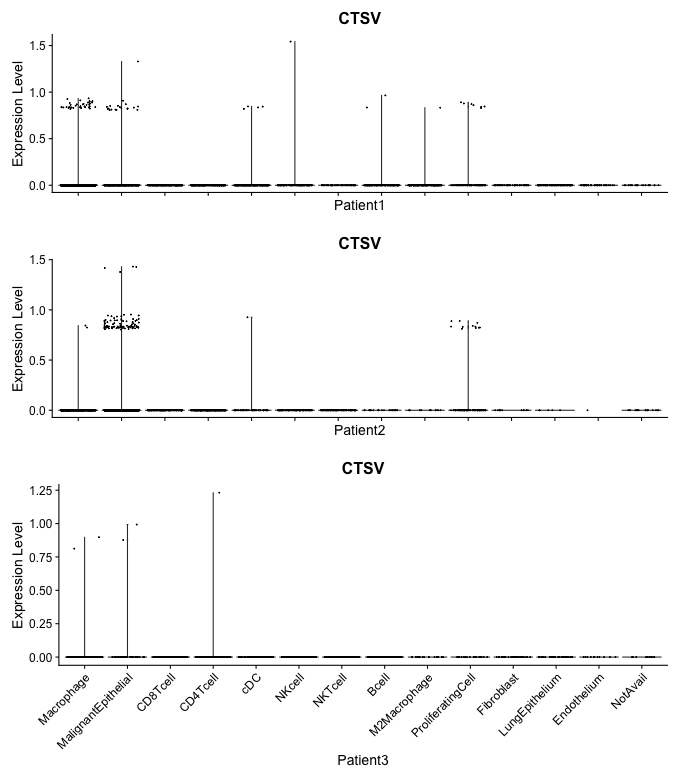 CTSV
Expression Level
1.5
1.0
0.5
0.0
Patient1
CTSV
Expression Level
1.5
1.0
0.5
0.0
Patient2
CTSV
Expression Level
1.25
1.00
0.75
0.50
0.25
0.00
Macrophage
MalignantEpithelial
CD8Tcell
CD4Tcell
cDC
NKcell
NKTcell
Bcell
M2Macrophage
ProliferatingCell
Fibroblast
LungEpithelium
Endothelium
NotAvail
Patient3